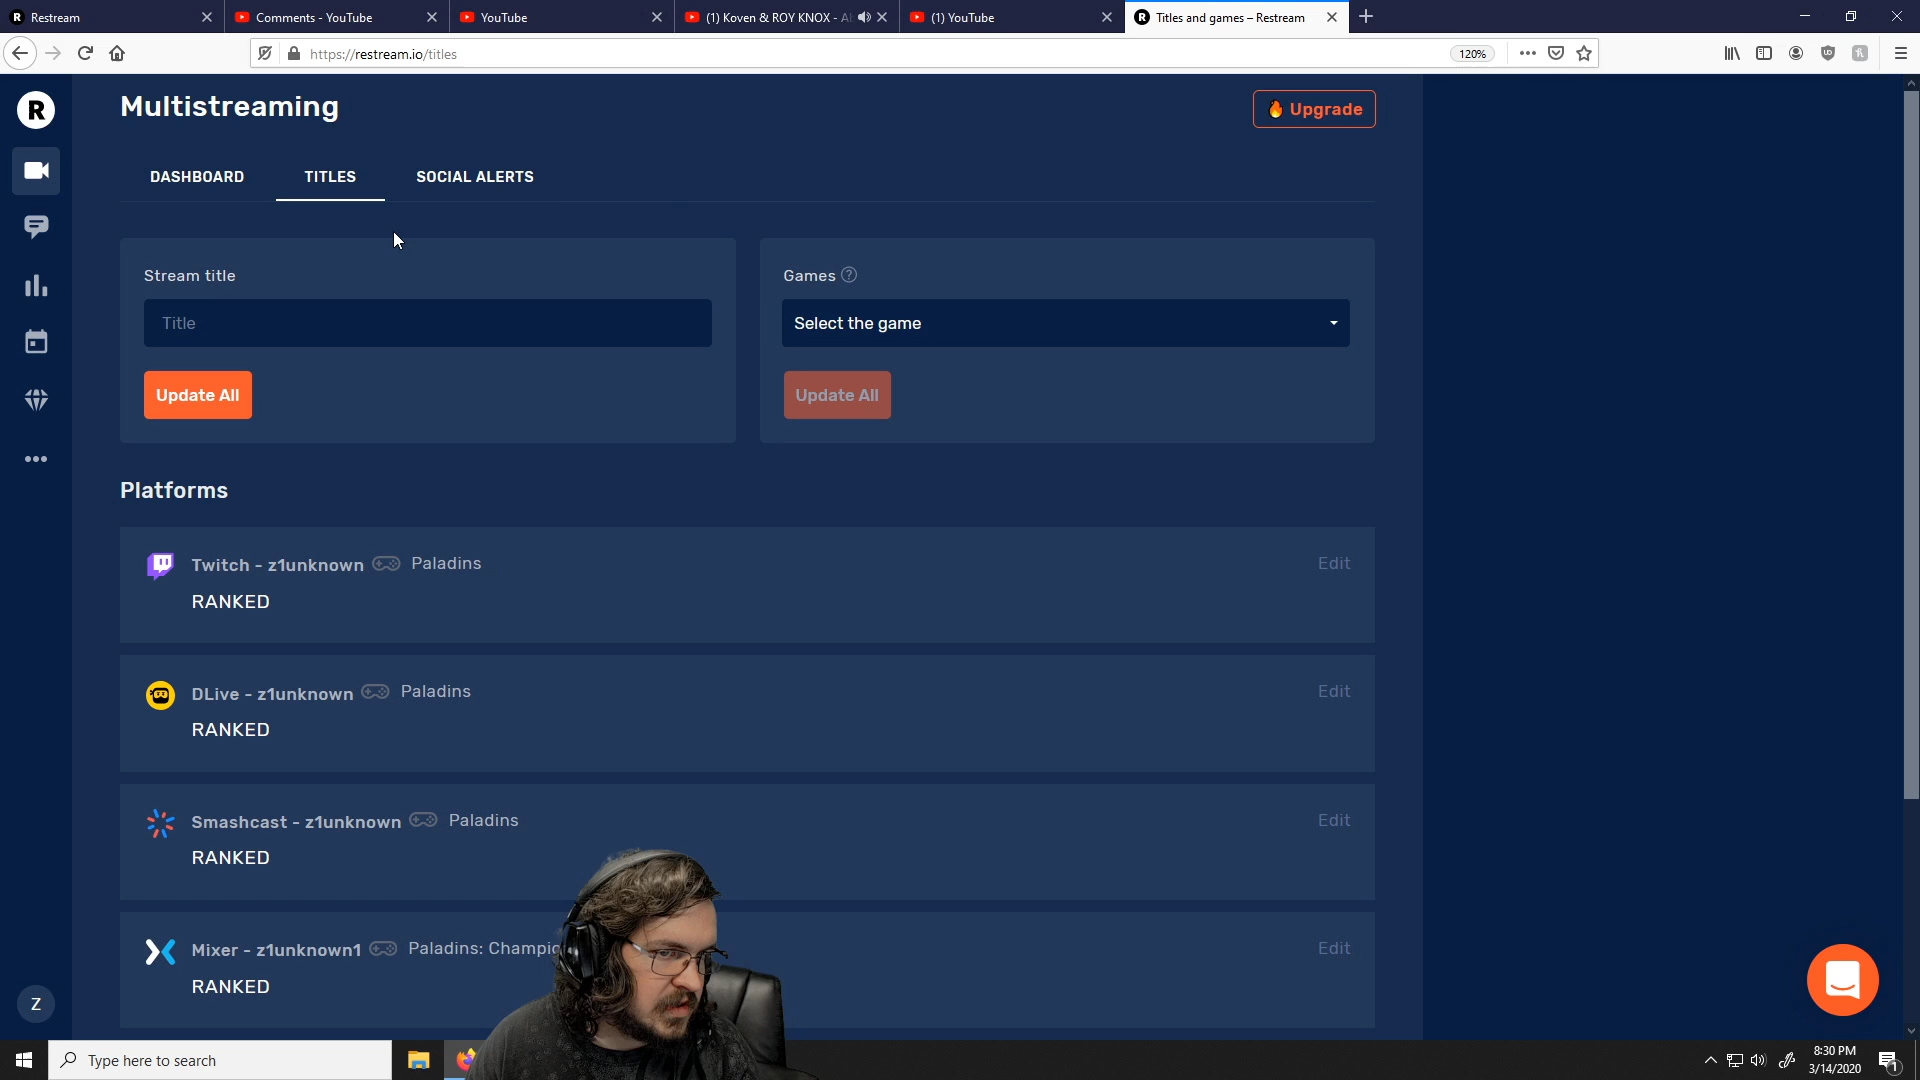 Restream
Comments - YouTube
YouTube
(1) Koven & ROY KNOX -
(1) YouTube
Titles and games – Restream
https://restream.io/titles
120%
Multistreaming
Upgrade
DASHBOARD
TITLES
SOCIAL ALERTS
Stream title
Title
Update All
Games
Select the game
Update All
Platforms
Twitch - z1unknown
Paladins
Edit
RANKED
DLive - z1unknown
Paladins
Edit
RANKED
Smashcast - z1unknown
Paladins
Edit
RANKED
Mixer - z1unknown1
Paladins: Champio
Edit
RANKED
Z
Type here to search
8:30 PM
3/14/2020
1